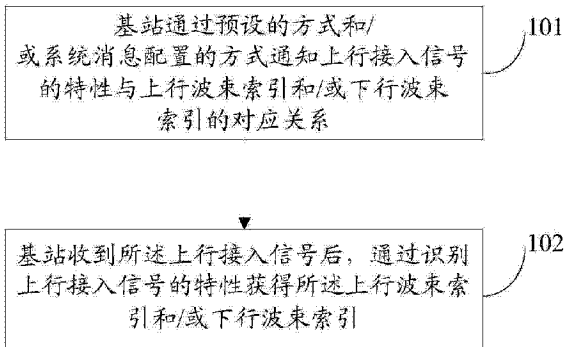 基站通过预设的方式和/
或系统消息配置的方式通知上行接入信号
的特性与上行波束索引和/或下行波束
索引的对应关系
101
基站收到所述上行接入信号后，通过识别
上行接入信号的特性获得所述上行波束索
引和/或下行波束索引
102